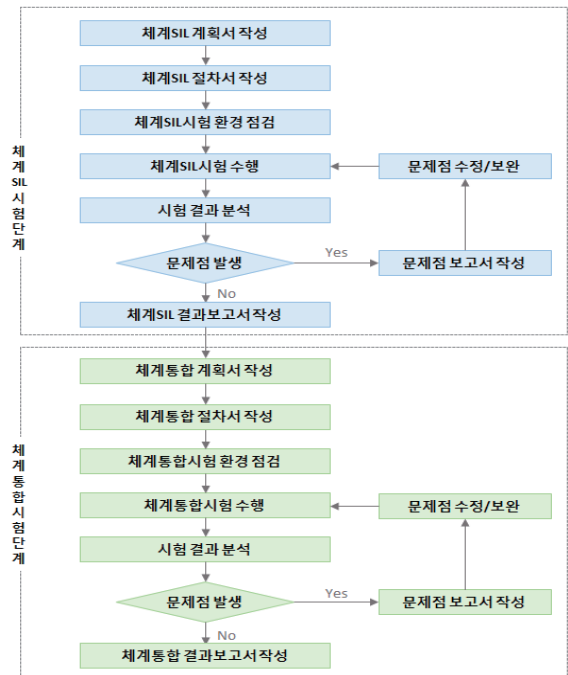 체계SIL 계획서 작성
체계SIL 절차서 작성
체계SIL시험 환경 점검
체계SIL시험 수행
문제점 수정/보완
시험 결과 분석
문제점 발생
Yes
문제점 보고서 작성
No
체계SIL 결과보고서작성
체계SIL시험단계
체계통합 계획서 작성
체계통합 절차서 작성
체계통합시험 환경 점검
체계통합시험 수행
문제점 수정/보완
시험 결과 분석
문제점 발생
Yes
문제점 보고서 작성
No
체계통합 결과보고서작성
체계통합시험단계